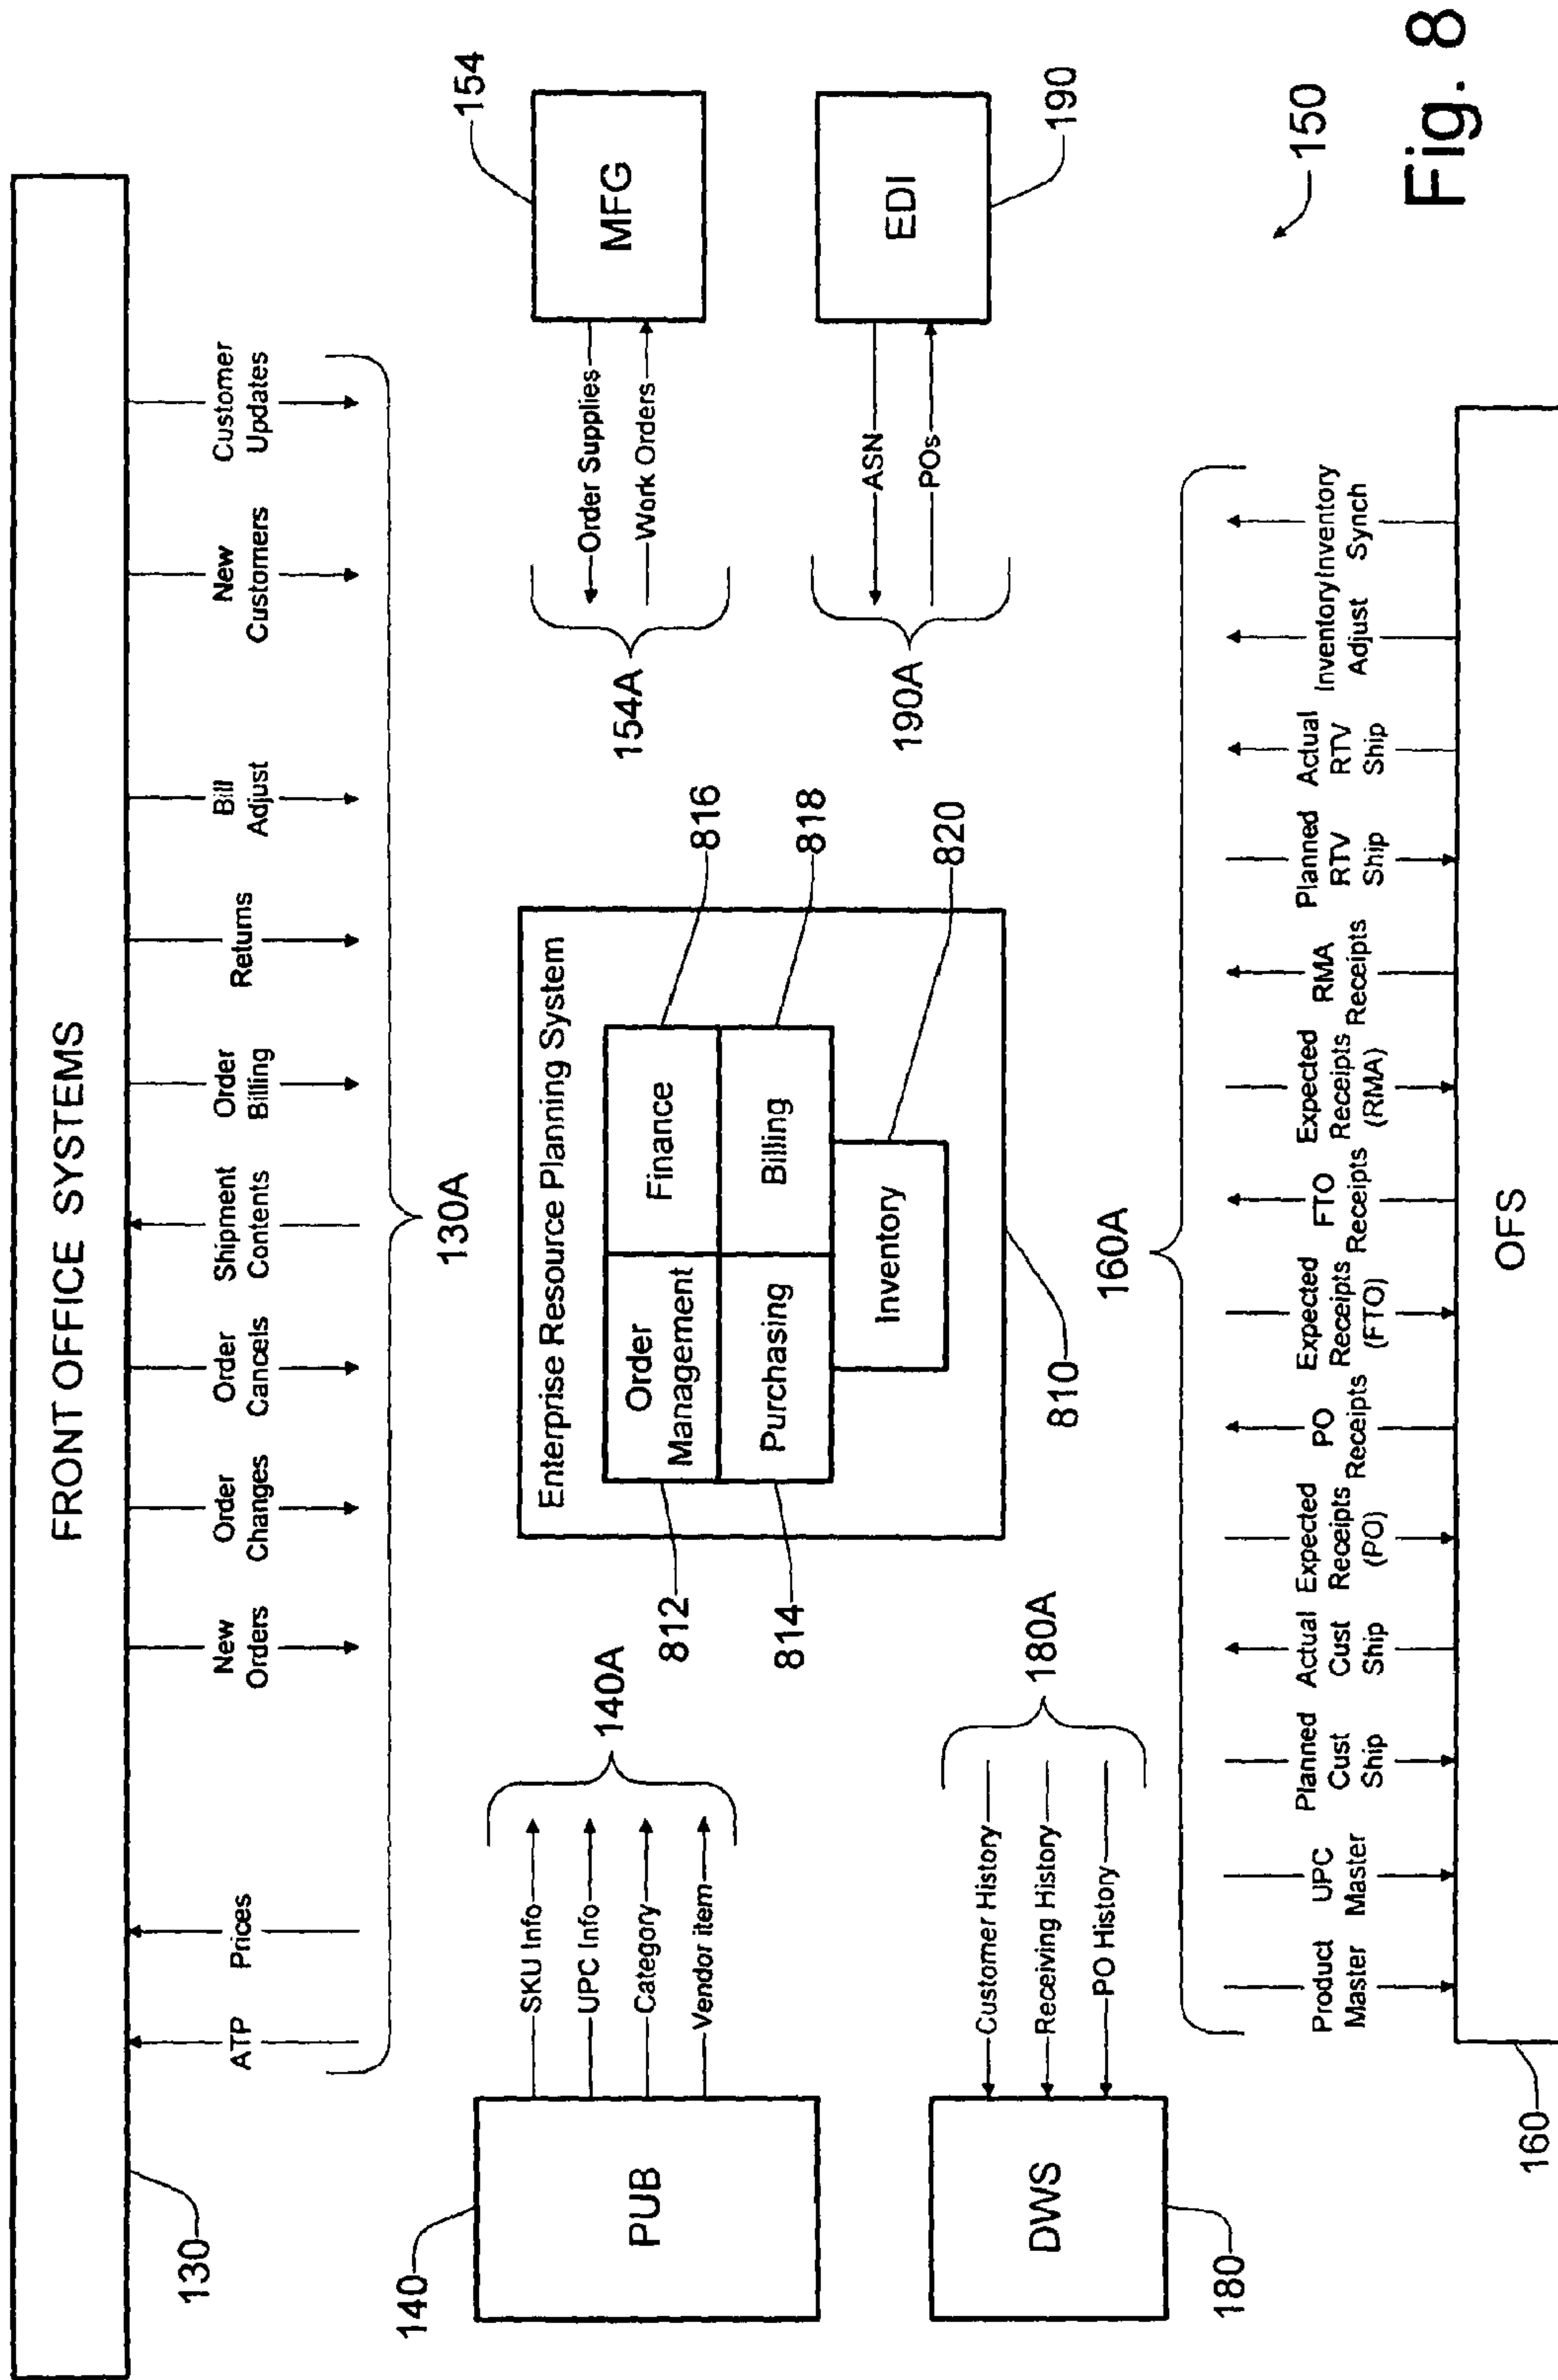 FRONT OFFICE SYSTEMS
130
ATP
Prices
New
Orders
Order
Changes
Order
Cancels
Shipment
Contents
Order
Billing
Returns
Bill
Adjust
New
Customers
Customer
Updates
130A
140
PUB
SKU Info
UPC Info
Category
Vendor item
140A
Enterprise Resource Planning System
Order
Management
Finance
Purchasing
Billing
Inventory
812
814
816
818
820
810
154A
Order Supplies
Work Orders
MFG
154
180
DWS
Customer History
Receiving History
PO History
180A
190A
ASN
POs
EDI
190
160A
Product
Master
UPC
Master
Planned
Cust
Ship
Actual
Cust
Ship
Expected
Receipts
(PO)
PO
Receipts
Expected
Receipts
(FTO)
FTO
Receipts
Expected
Receipts
(RMA)
RMA
Receipts
Planned
RTV
Ship
Actual
RTV
Ship
Inventory
Adjust
Inventory
Synch
160
OFS
150
Fig. 8